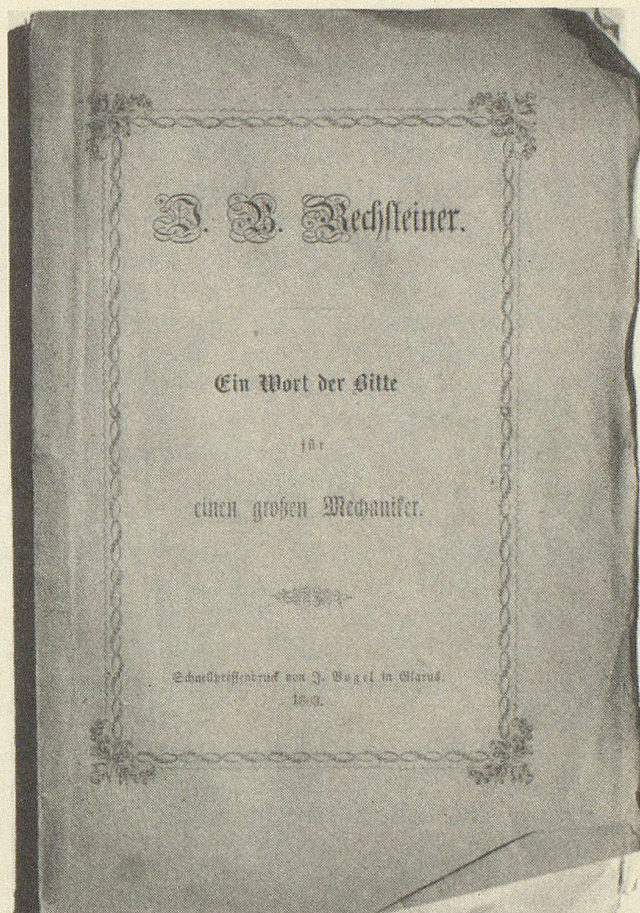 J. B. Rechsteiner.
Ein Wort der Bitte
für
einen großen Mechaniker.
Schnellpressendruck von J. Vogel in Glarus.